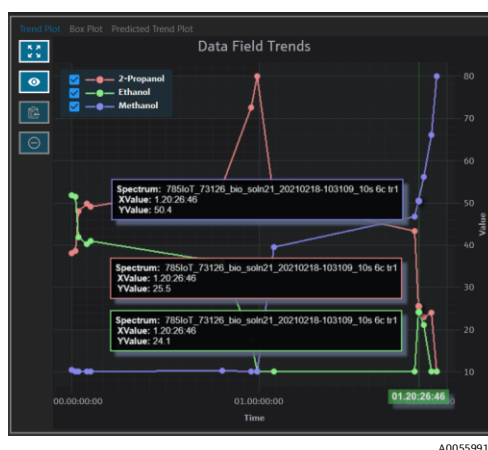 Trend Plot Box Plot Predicted Trend Plot
Data Field Trends
2-Propanol
Ethanol
Methanol
80
70
60
50
40
30
20
10
Value
Spectrum: 785IoT_73126_bio_soln21_20210218-103109_10s 6c tr1
XValue: 1.20:26:46
YValue: 50.4
Spectrum: 785IoT_73126_bio_soln21_20210218-103109_10s 6c tr1
XValue: 1.20:26:46
YValue: 25.5
Spectrum: 785IoT_73126_bio_soln21_20210218-103109_10s 6c tr1
XValue: 1.20:26:46
YValue: 24.1
00.00:00:00
01.00:00:00
01.20:26:46
Time
A0055991